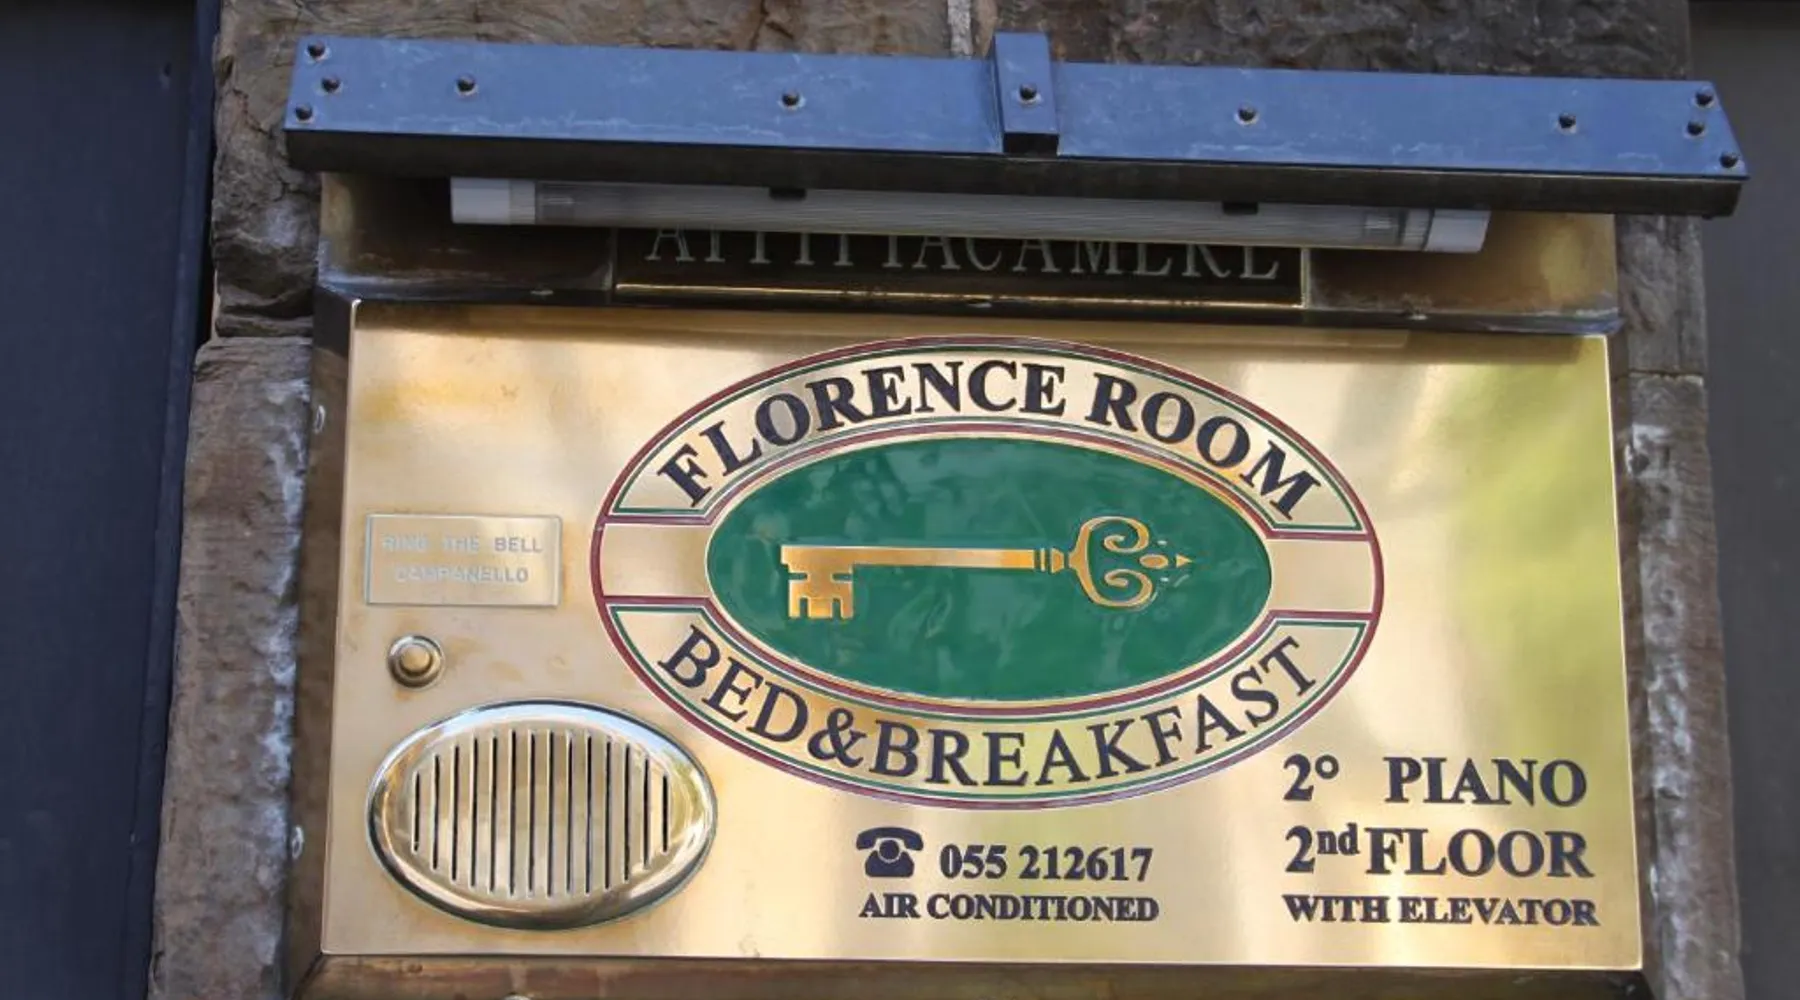 AFFITTACAMERE
FLORENCE ROOM
RING THE BELL
CAMPANELLO
BED&BREAKFAST
2° PIANO
2nd FLOOR
WITH ELEVATOR
055 212617
AIR CONDITIONED